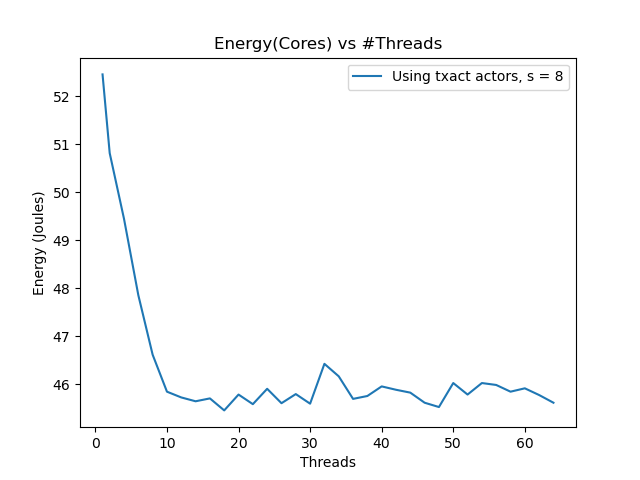 Energy(Cores) vs #Threads
Using txact actors, s = 8
52
51
50
49
48
47
46
Energy (Joules)
0 10 20 30 40 50 60
Threads